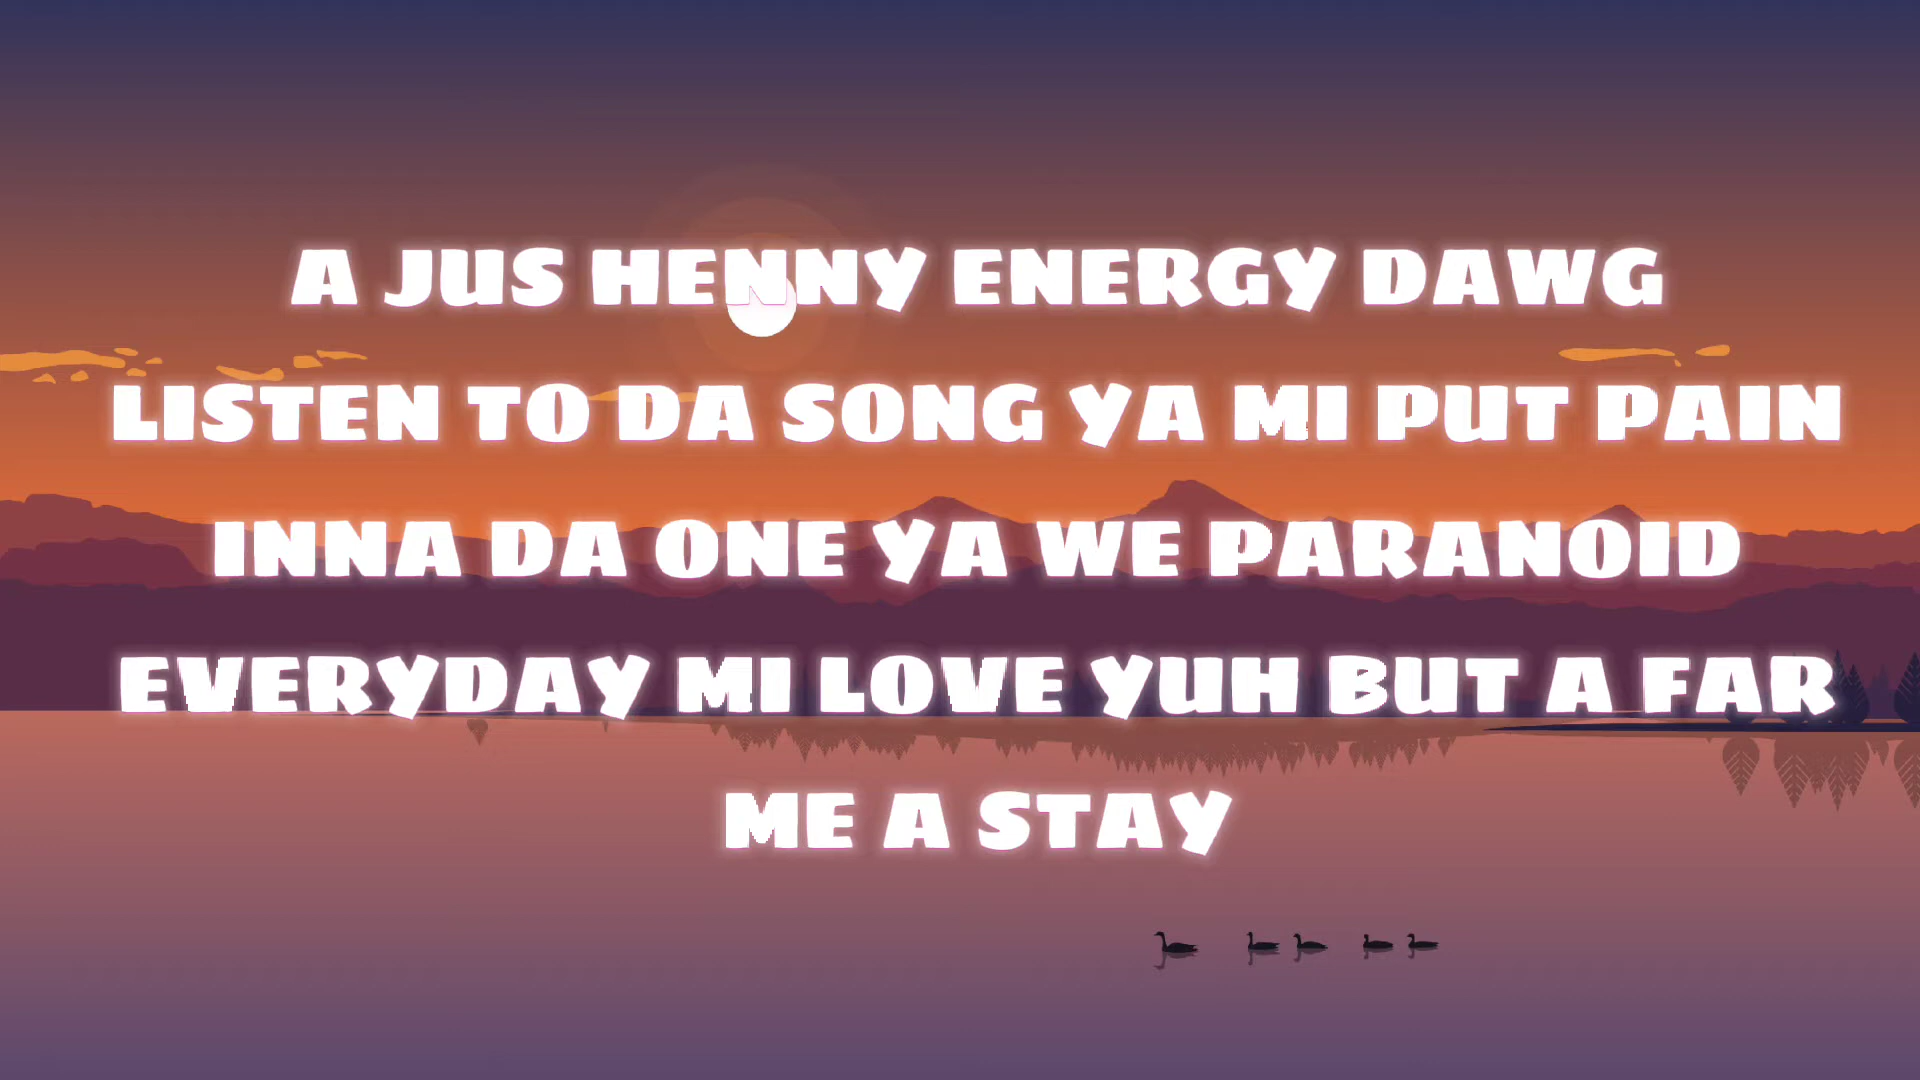 A JUS HENNY ENERGY DAWG
LISTEN TO DA SONG YA MI PUT PAIN
INNA DA ONE YA WE PARANOID
EVERYDAY MI LOVE YUH BUT A FAR
ME A STAY